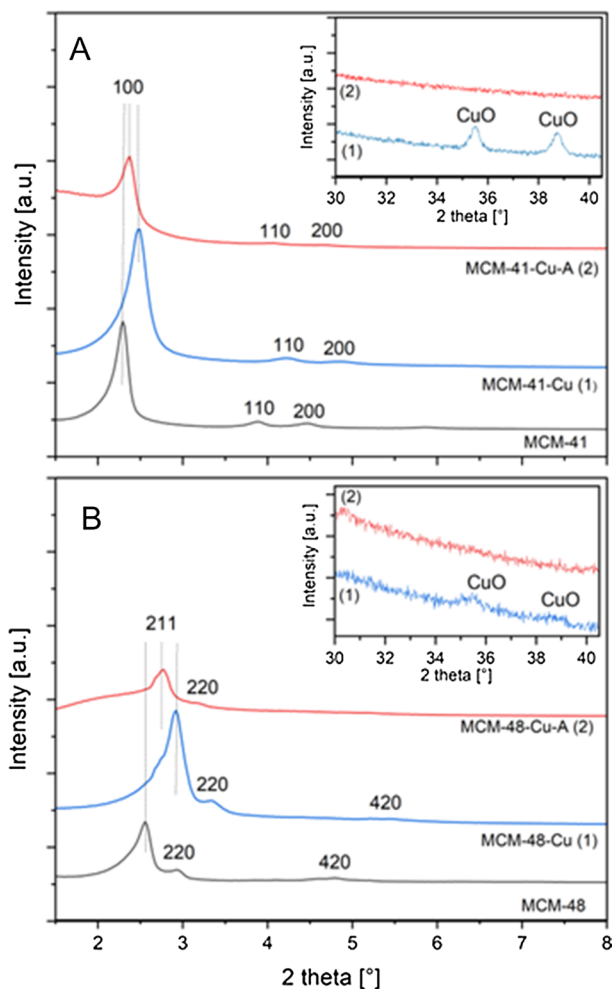 A
100
Intensity [a.u.]
110
200
MCM-41-Cu-A (2)
110
200
MCM-41-Cu (1)
110
200
MCM-41
Intensity [a.u.]
(2)
CuO
CuO
(1)
30
32
34
36
38
40
2 theta [°]
B
211
Intensity [a.u.]
220
MCM-48-Cu-A (2)
220
420
MCM-48-Cu (1)
220
420
MCM-48
Intensity [a.u.]
(2)
CuO
CuO
(1)
30
32
34
36
38
40
2 theta [°]
2
3
4
5
6
7
8
2 theta [°]